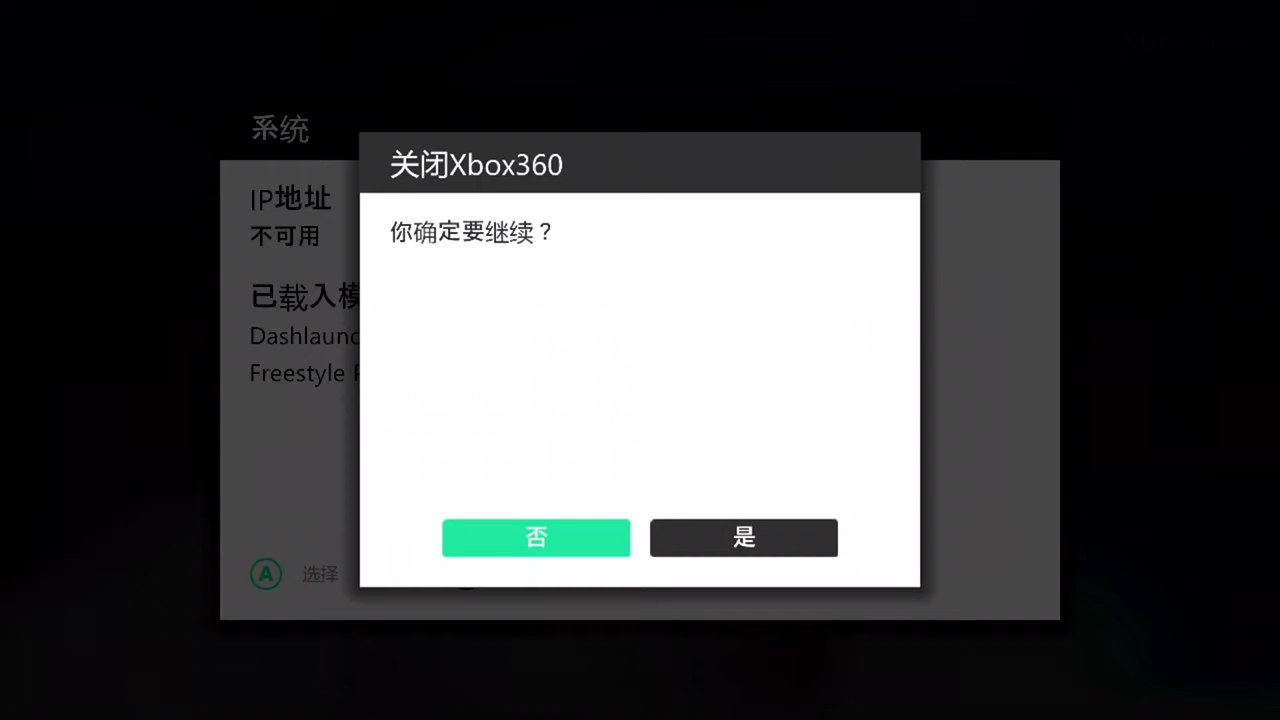 系统
关闭Xbox360
IP地址
不可用
你确定要继续？
已载入模
Dashlaunc
Freestyle
否
是
A 选择